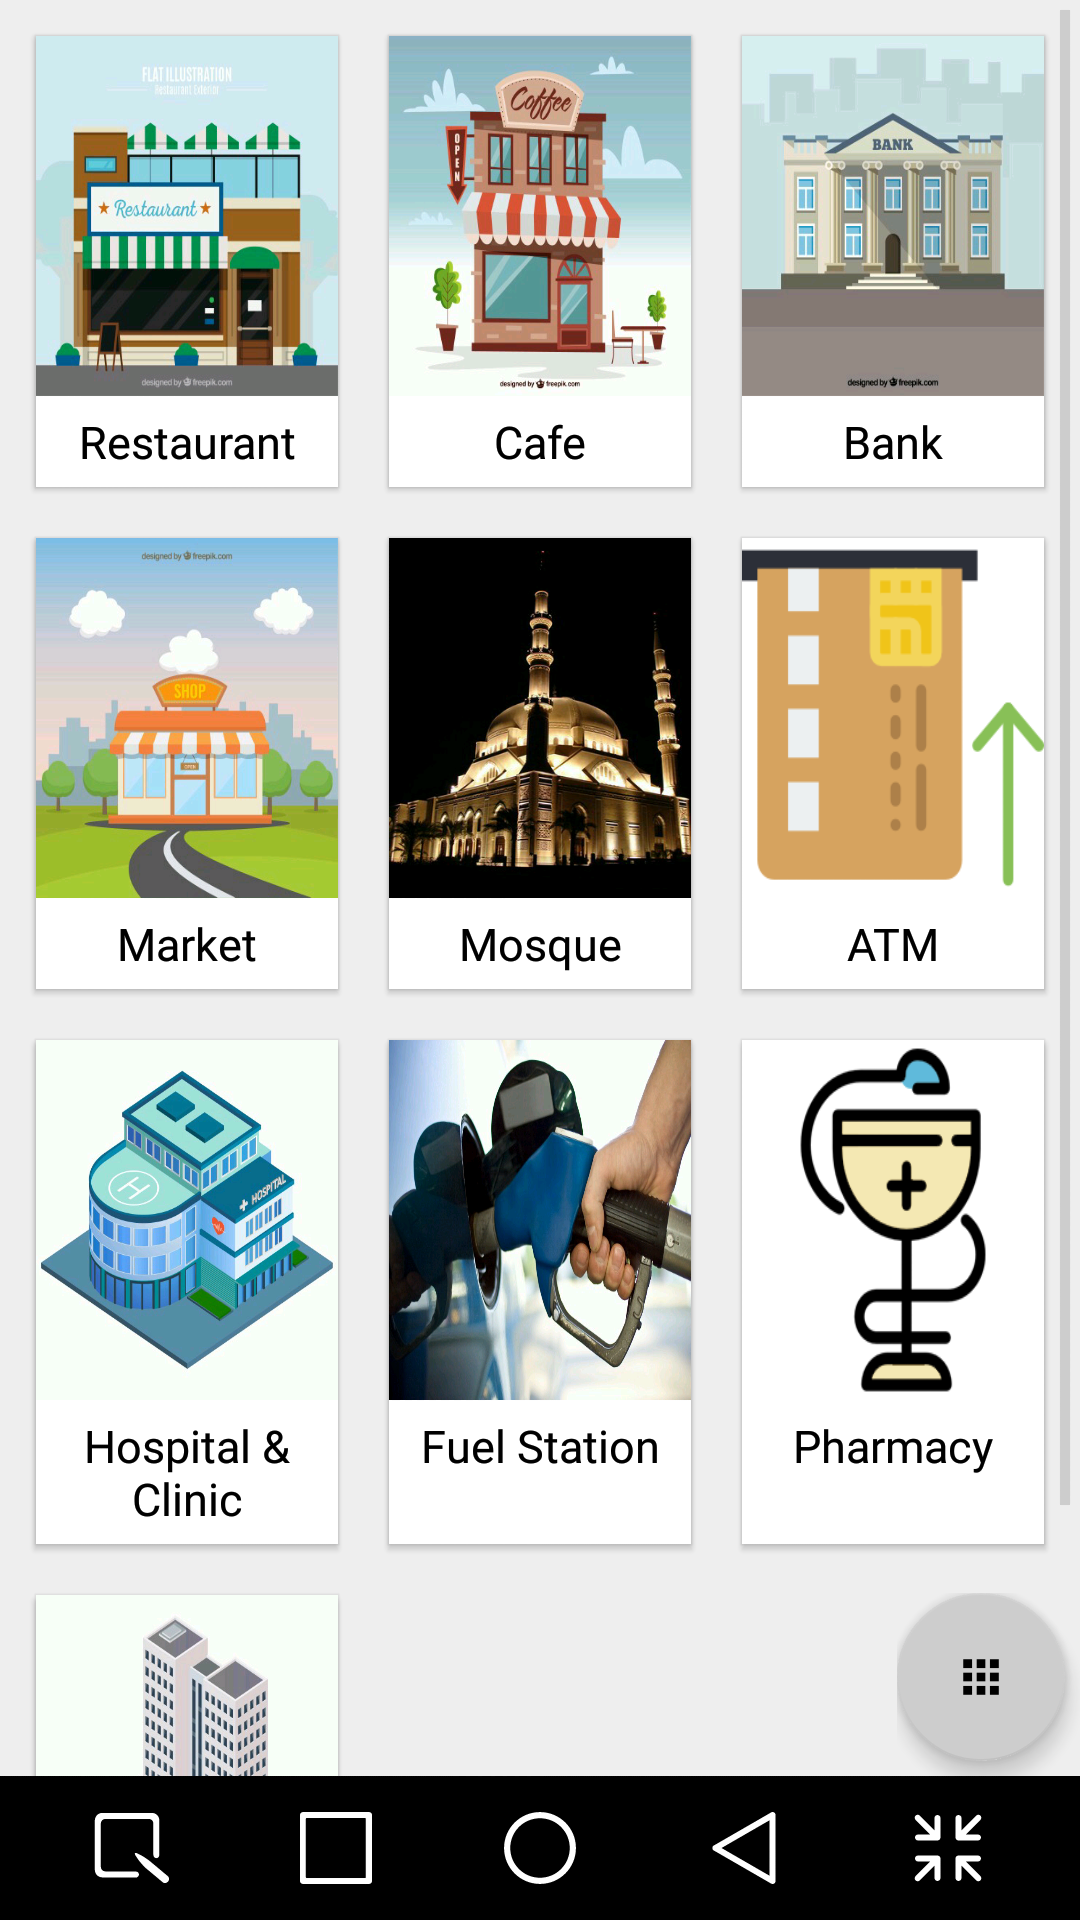 FLAT ILLUSTRATION
Restaurant Exterior
Restaurant
designed by freepik.com
Restaurant
Coffee
OPEN
designed by freepik.com
Cafe
BANK
designed by freepik.com
Bank
designed by freepik.com
SHOP
OPEN
Market
Mosque
ATM
H
+ HOSPITAL
Hospital &
Clinic
Fuel Station
Pharmacy